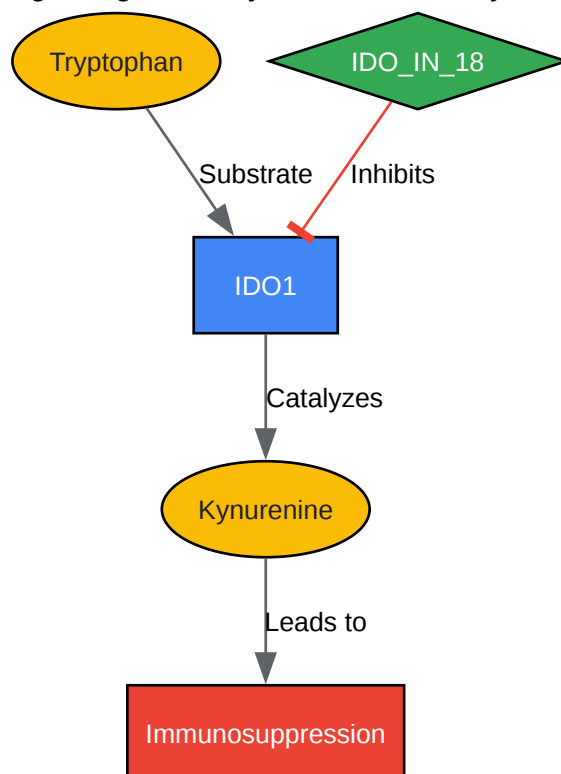 Tryptophan
IDO_IN_18
Substrate
Inhibits
IDO1
Catalyzes
Kynurenine
Leads to
Immunosuppression